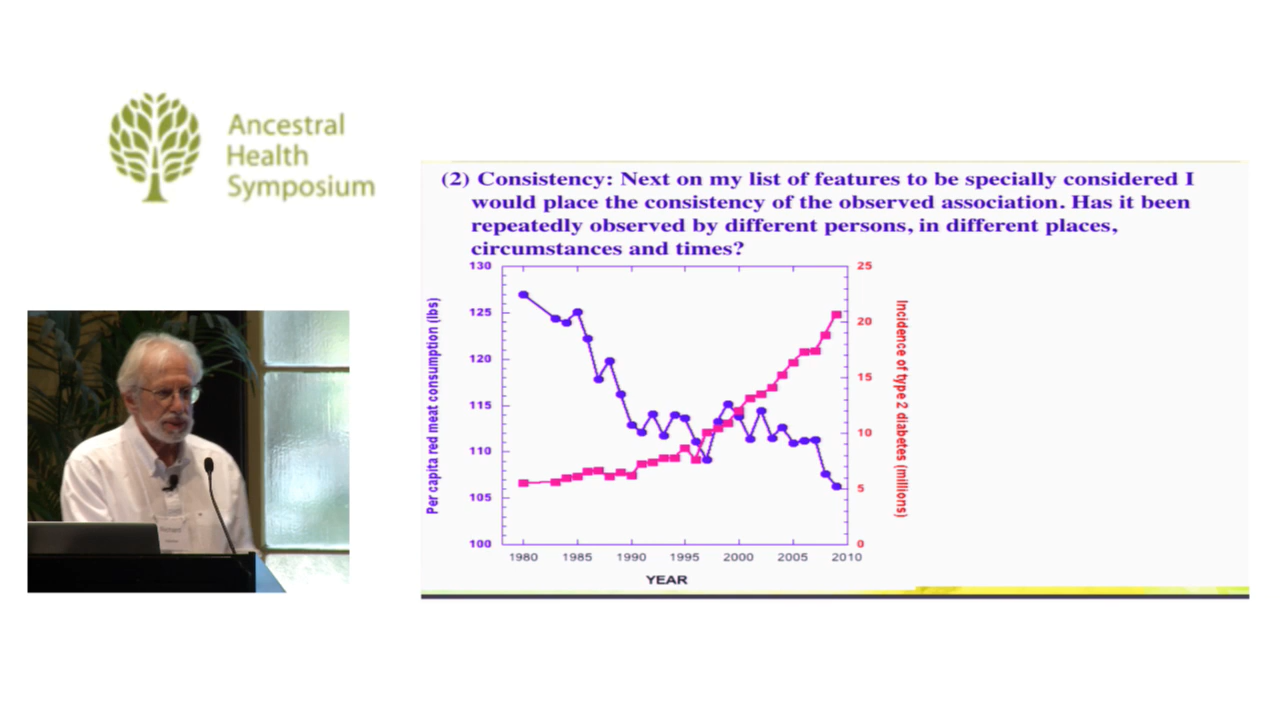 Ancestral
Health
Symposium
(2) Consistency: Next on my list of features to be specially considered I
would place the consistency of the observed association. Has it been
repeatedly observed by different persons, in different places,
circumstances and times?
130
125
120
115
110
105
100
Per capita red meat consumption (lbs)
25
20
15
10
5
0
Incidence of type 2 diabetes (millions)
1980 1985 1990 1995 2000 2005 2010
YEAR